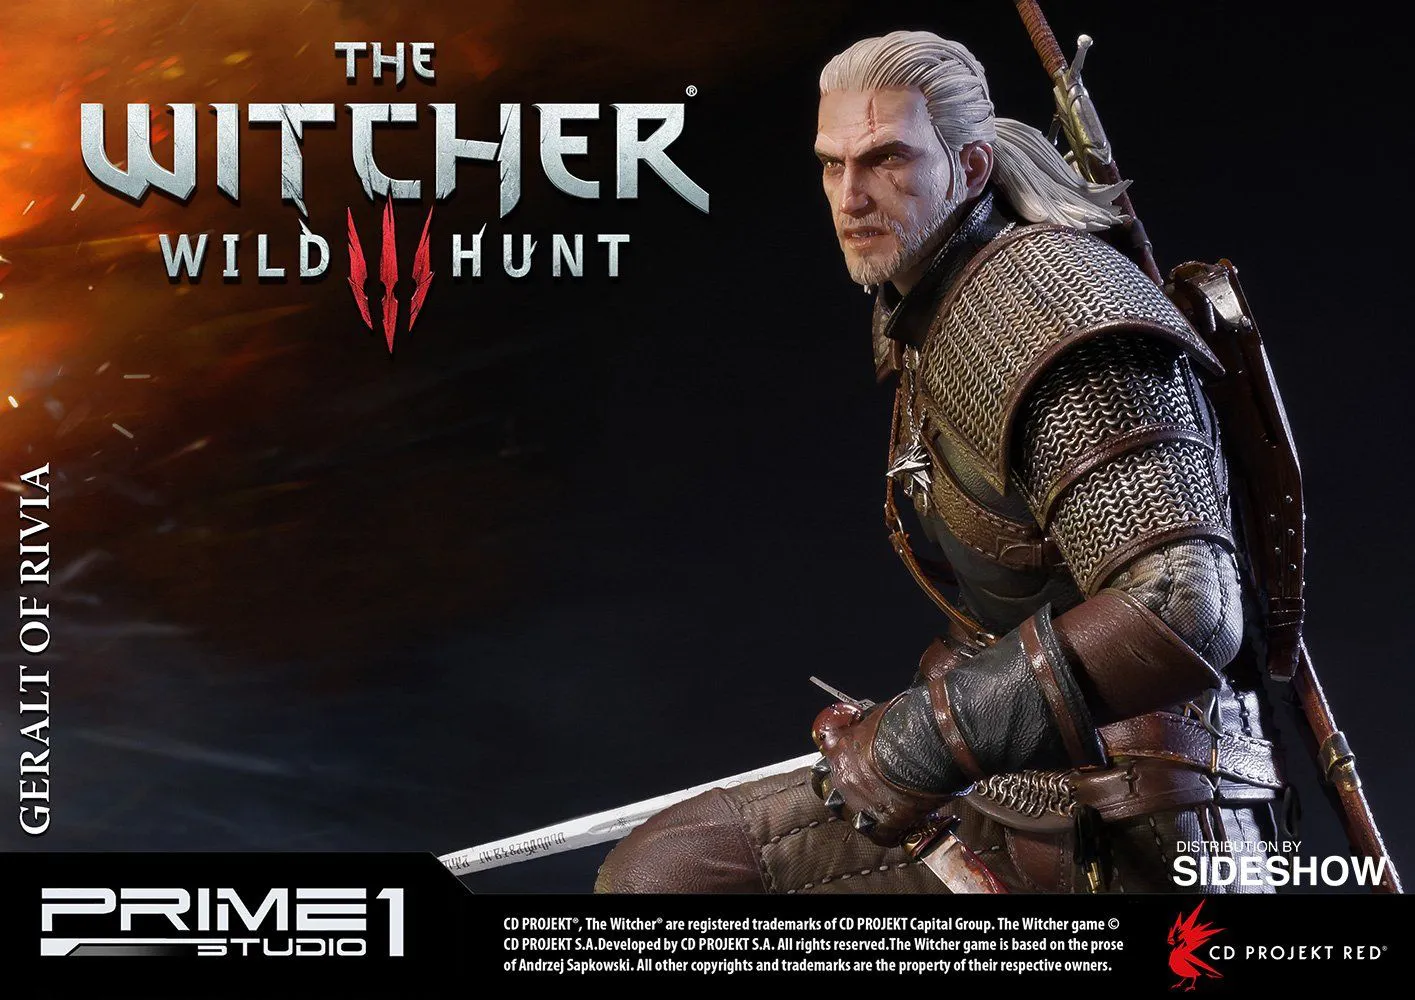 THE
WITCHER®
WILD HUNT
GERALT OF RIVIA
DISTRIBUTION BY
SIDESHOW
PRIME 1
STUDIO
CD PROJEKT®, The Witcher® are registered trademarks of CD PROJEKT Capital Group. The Witcher game ©
CD PROJEKT S.A.Developed by CD PROJEKT S.A. All rights reserved.The Witcher game is based on the prose
of Andrzej Sapkowski. All other copyrights and trademarks are the property of their respective owners.
CD PROJEKT RED®